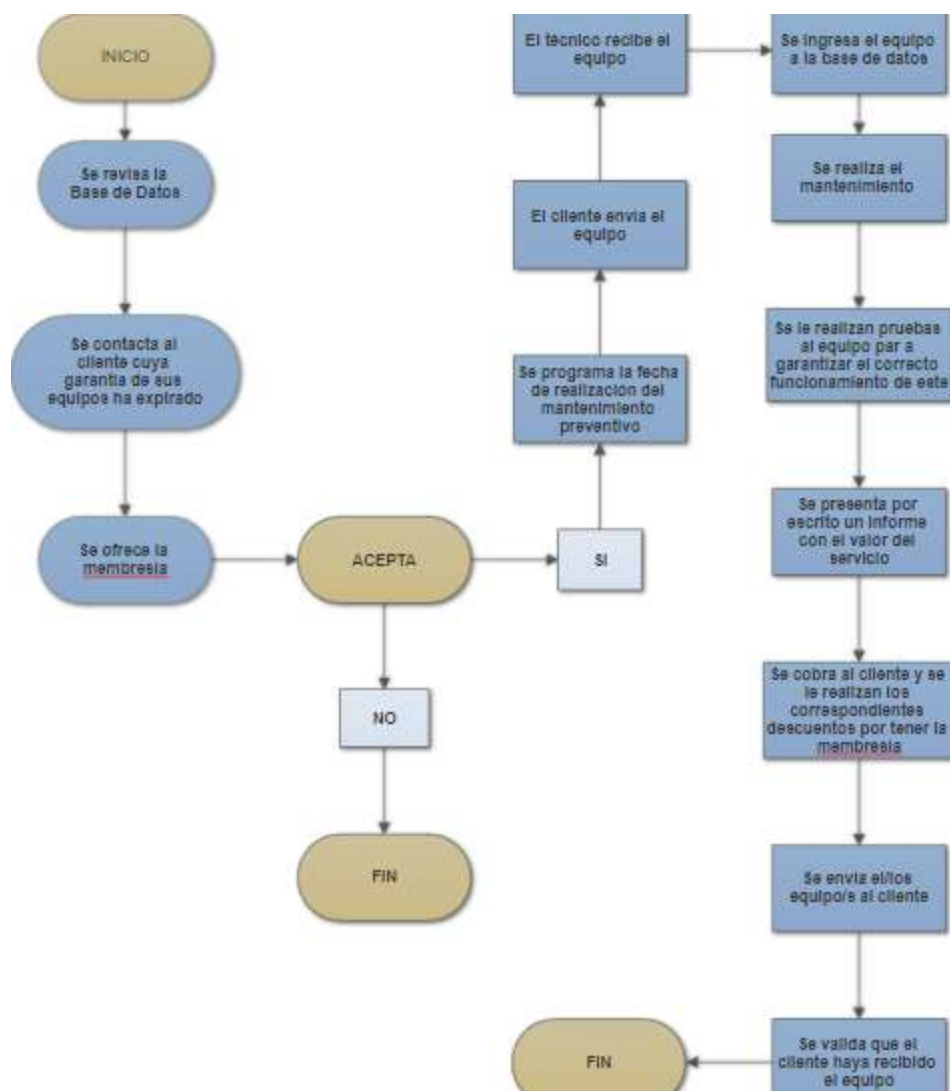 INICIO
Se revisa la
Base de Datos
Se contacta al
cliente cuya
garantía de sus
equipos ha expirado
Se ofrece la
membresia
ACEPTA
NO
FIN
SI
Se programa la fecha
de realización del
mantenimiento
preventivo
El cliente envia el
equipo
El técnico recibe el
equipo
Se ingresa el equipo
a la base de datos
Se realiza el
mantenimiento
Se le realizan pruebas
al equipo par a
garantizar el correcto
funcionamiento de este
Se presenta por
escrito un informe
con el valor del
servicio
Se cobra al cliente y se
le realizan los
correspondientes
descuentos por tener la
membresia
Se envia el/los
equipo/s al cliente
Se valida que el
cliente haya recibido
el equipo
FIN